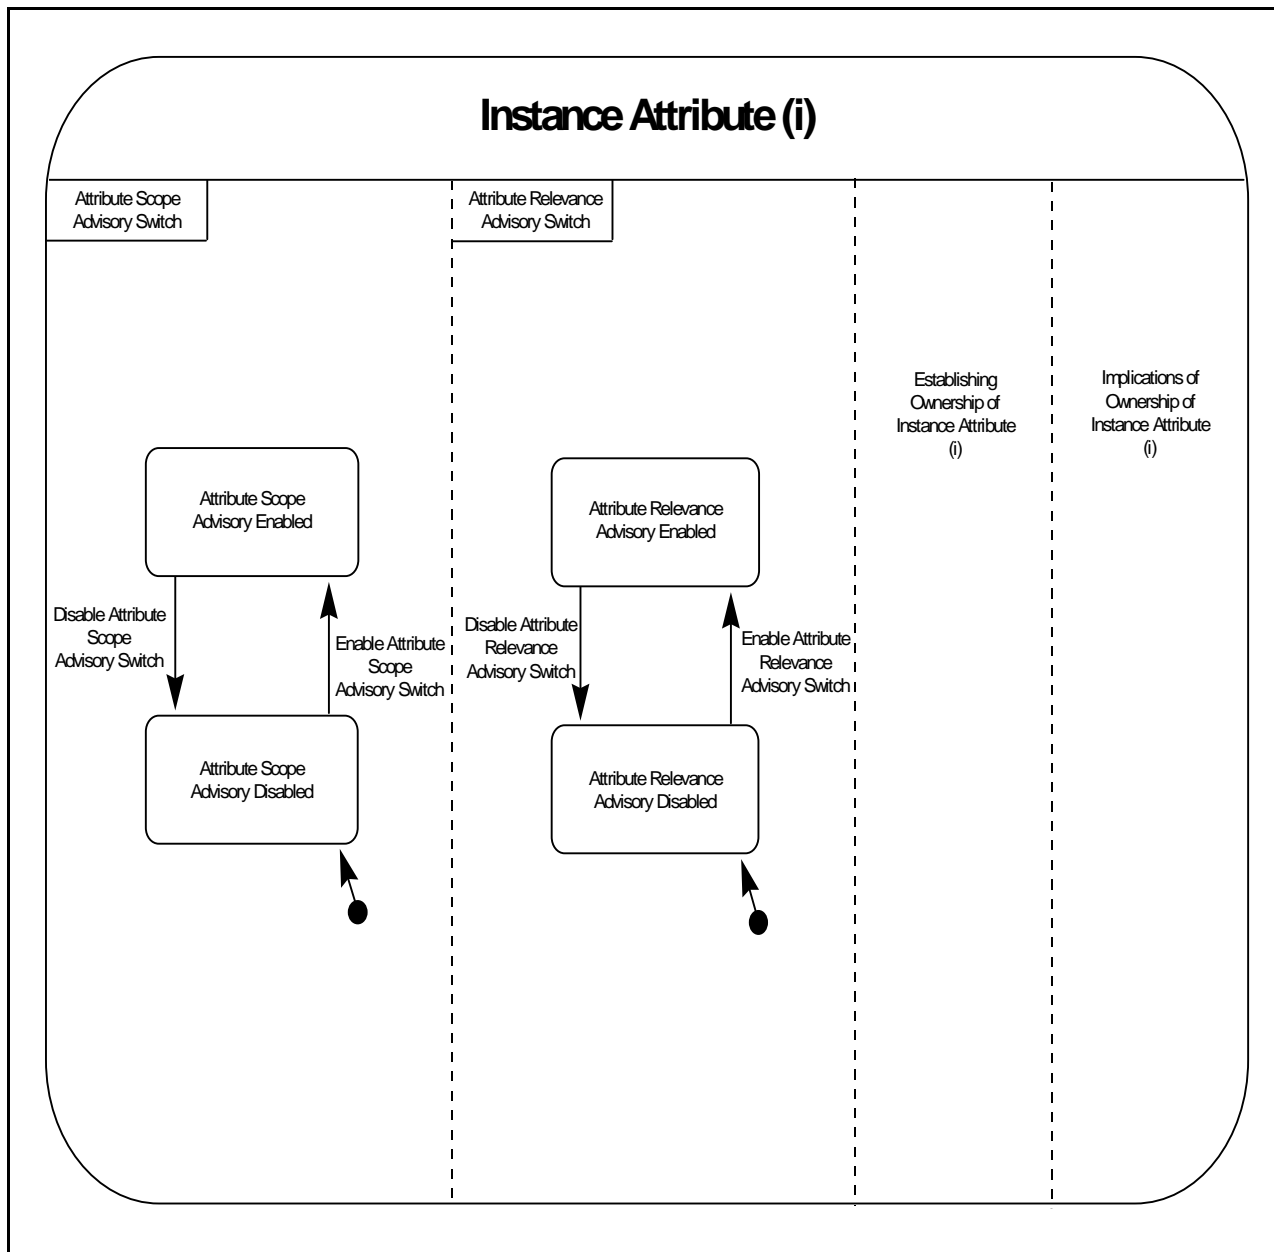 Instance Attribute (i)
Attribute Scope
Advisory Switch
Attribute Relevance
Advisory Switch
Establishing
Ownership of
Instance Attribute
(i)
Implications of
Ownership of
Instance Attribute
(i)
Attribute Scope
Advisory Enabled
Attribute Relevance
Advisory Enabled
Disable Attribute
Scope
Advisory Switch
Enable Attribute
Scope
Advisory Switch
Disable Attribute
Relevance
Advisory Switch
Enable Attribute
Relevance
Advisory Switch
Attribute Scope
Advisory Disabled
Attribute Relevance
Advisory Disabled